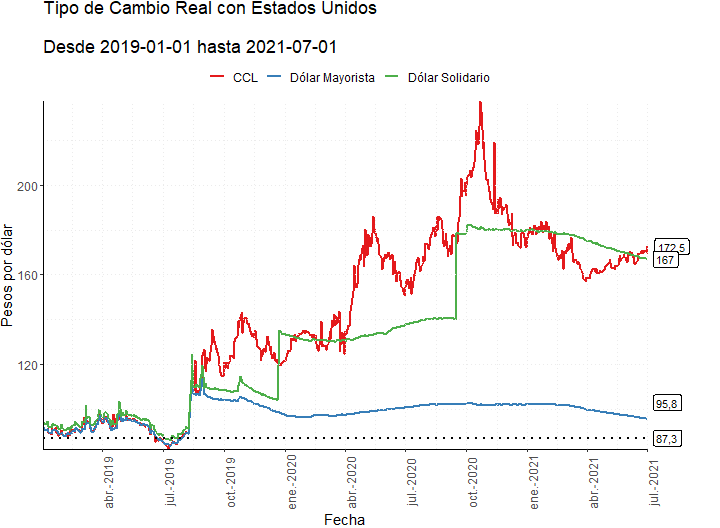 Tipo de Cambio Real con Estados Unidos
Desde 2019-01-01 hasta 2021-07-01
CCL Dólar Mayorista Dólar Solidario
Pesos por dólar
200
160
120
172,5
167
95,8
87,3
abr.-2019
jul.-2019
oct.-2019
ene.-2020
abr.-2020
jul.-2020
oct.-2020
ene.-2021
abr.-2021
jul.-2021
Fecha